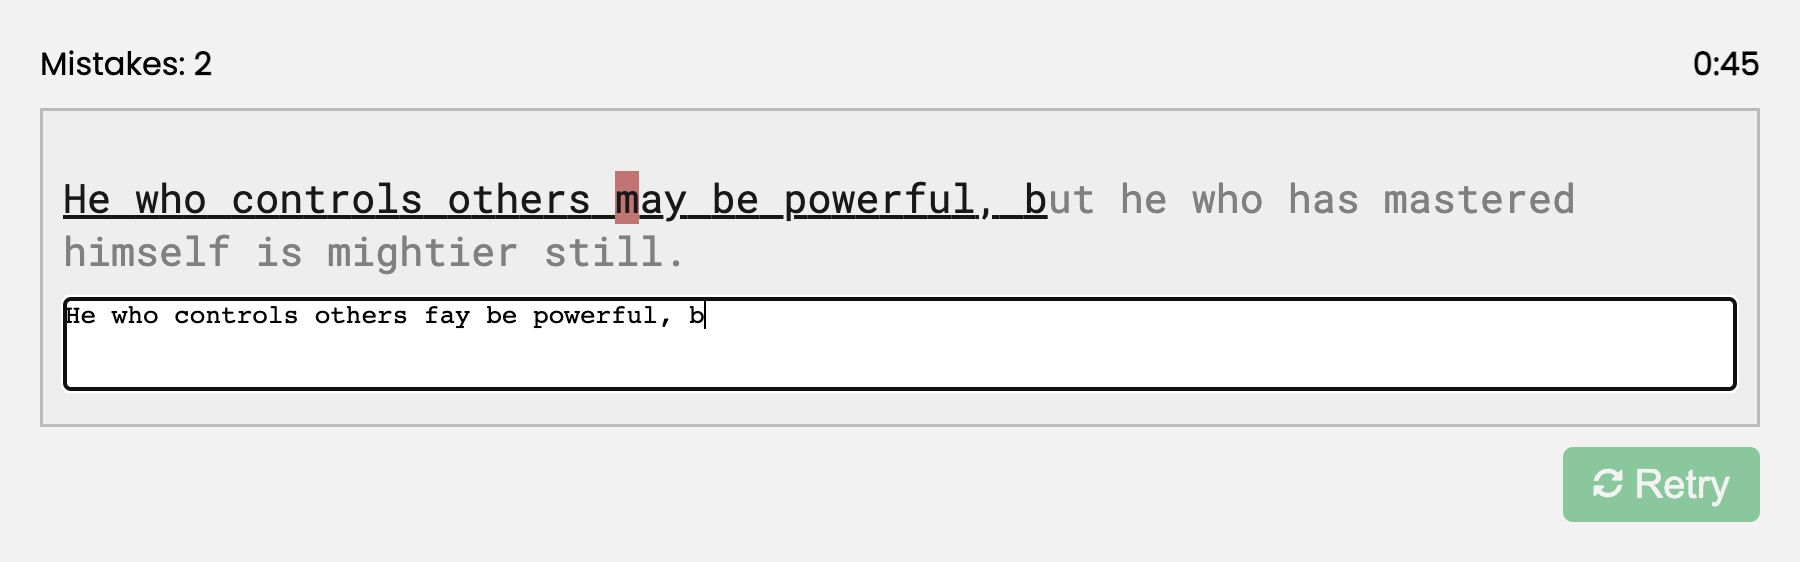 Mistakes: 2
0:45
He who controls others may be powerful, but he who has mastered
himself is mightier still.
He who controls others fay be powerful, b
Retry